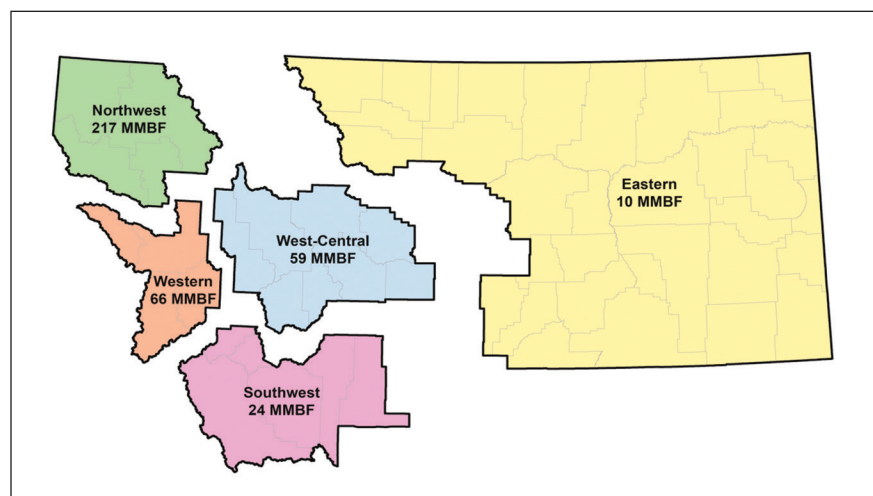 Northwest
217 MMBF
Eastern
10 MMBF
West-Central
59 MMBF
Western
66 MMBF
Southwest
24 MMBF